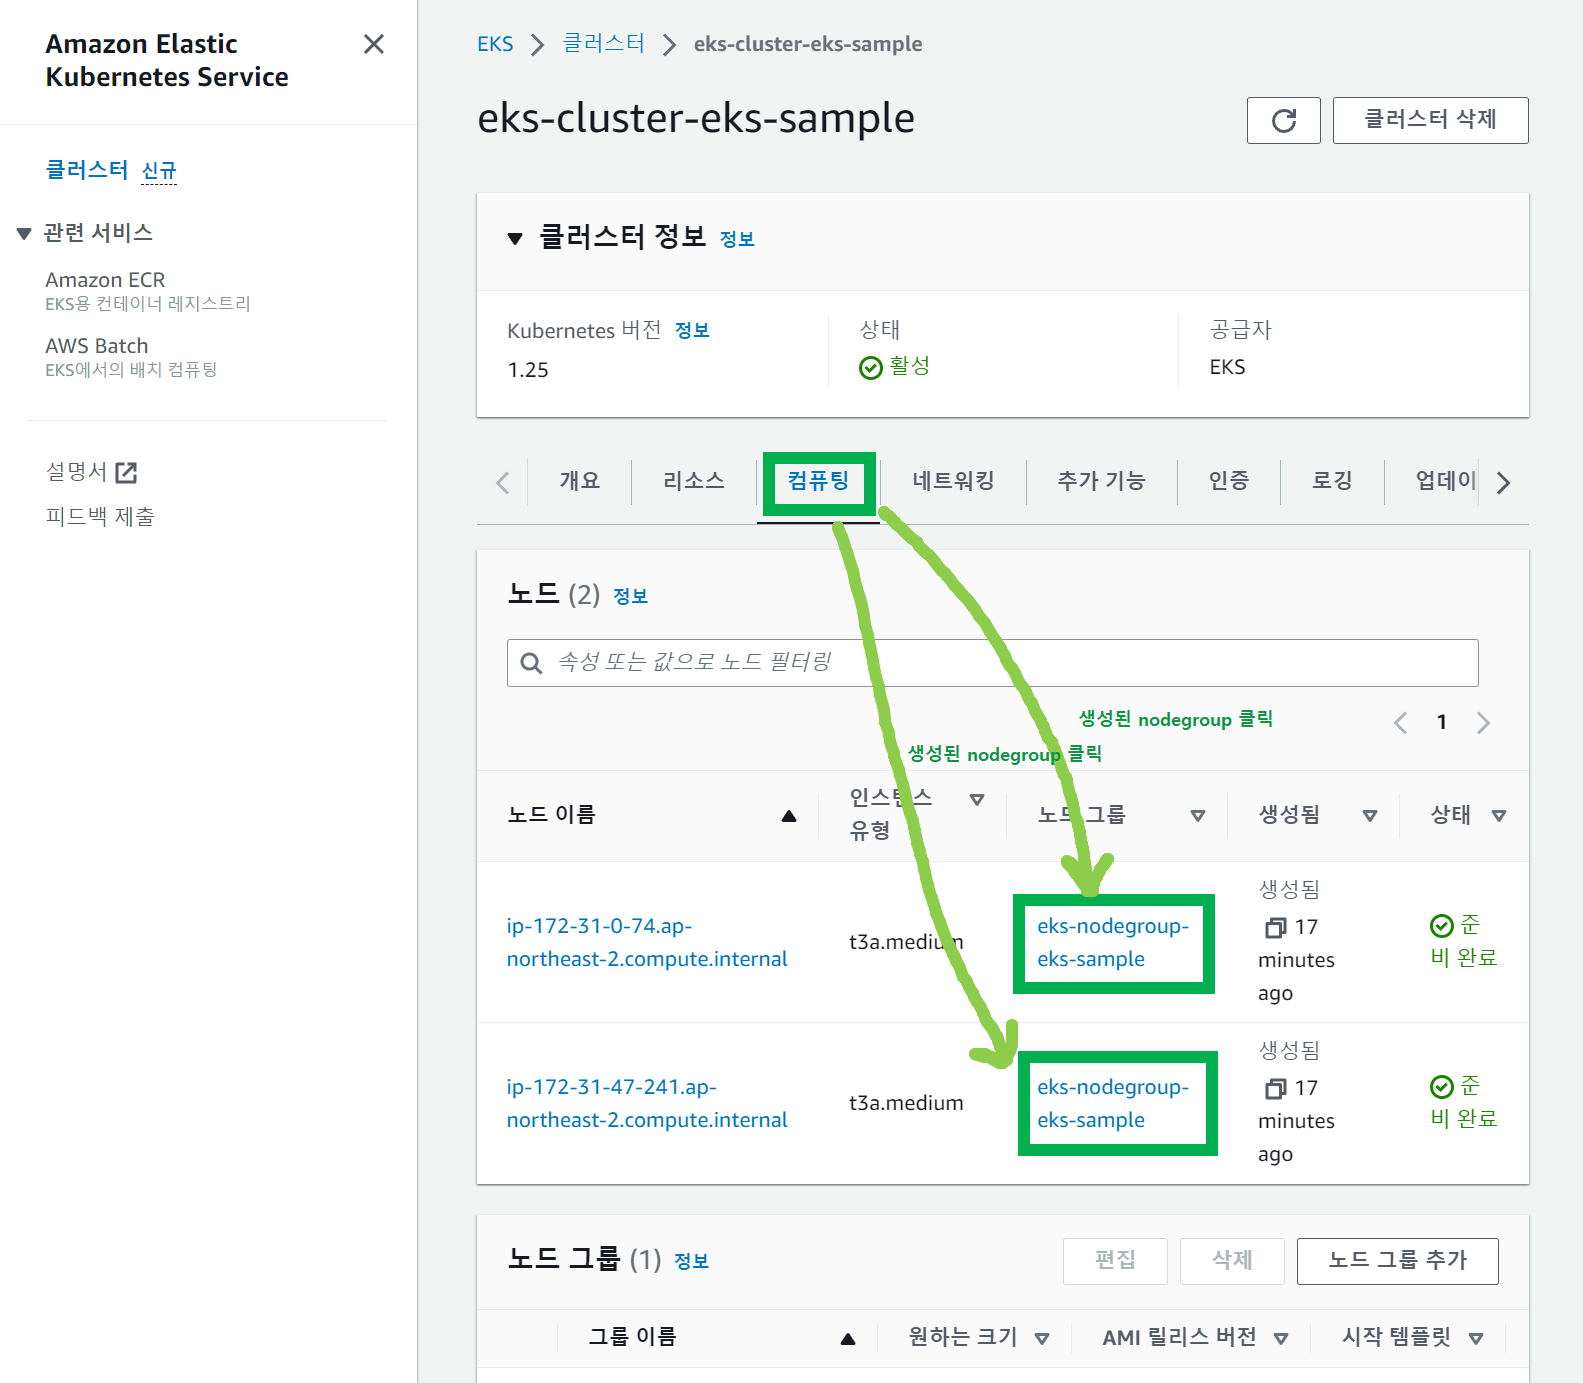 Amazon Elastic
Kubernetes Service
클러스터 신규
관련 서비스
Amazon ECR
EKS용 컨테이너 레지스트리
AWS Batch
EKS에서의 배치 컴퓨팅
설명서
피드백 제출
EKS 클러스터 eks-cluster-eks-sample
eks-cluster-eks-sample
클러스터 삭제
클러스터 정보 정보
Kubernetes 버전 정보
1.25
상태
활성
공급자
EKS
개요 리소스 컴퓨팅 네트워킹 추가 기능 인증 로깅 업데이
노드 (2) 정보
속성 또는 값으로 노드 필터링
생성된 nodegroup 클릭
1
생성된 nodegroup 클릭
노드 이름
인스턴스
유형
노드 그룹
생성됨
상태
ip-172-31-0-74.ap-
northeast-2.compute.internal
t3a.medium
eks-nodegroup-
eks-sample
생성됨
17
minutes
ago
준
비 완료
ip-172-31-47-241.ap-
northeast-2.compute.internal
t3a.medium
eks-nodegroup-
eks-sample
생성됨
17
minutes
ago
준
비 완료
노드 그룹 (1) 정보
편집
삭제
노드 그룹 추가
그룹 이름
원하는 크기
AMI 릴리스 버전
시작 템플릿